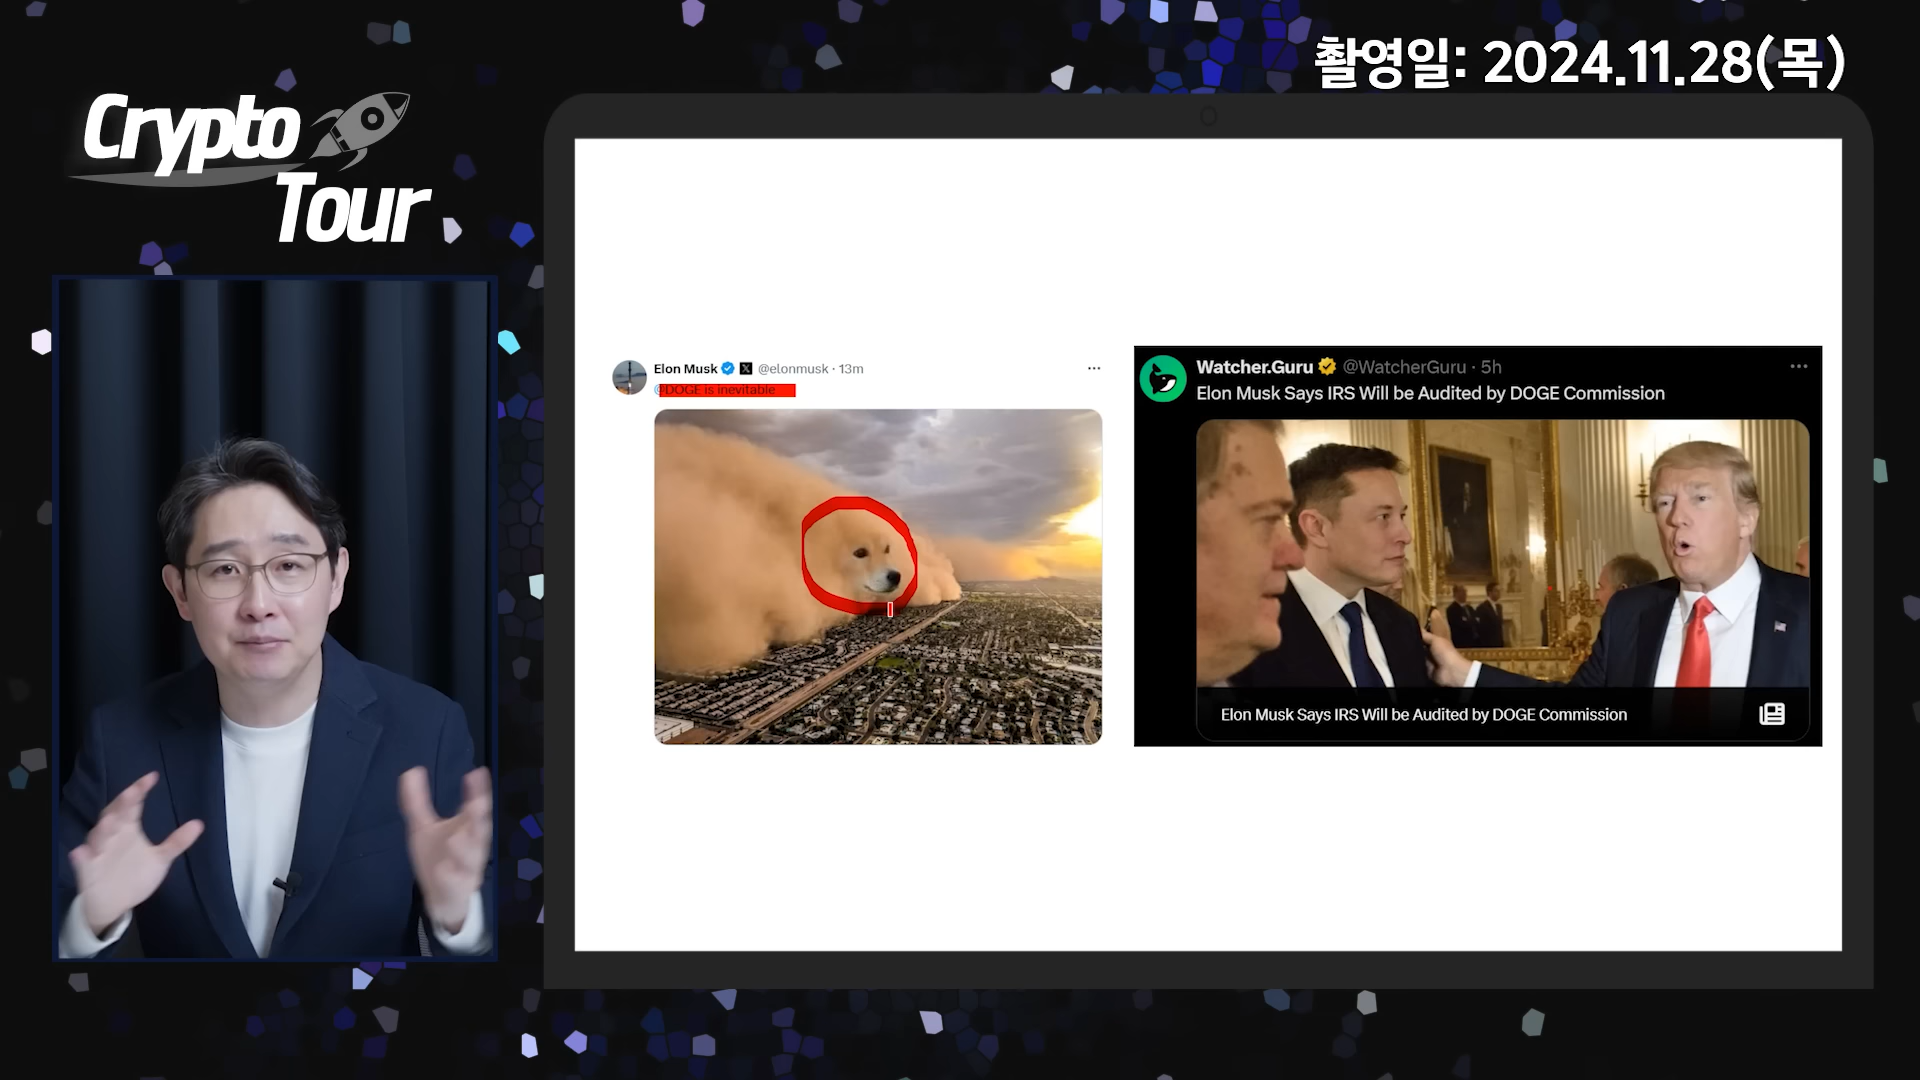 촬영일: 2024.11.28(목)
Crypto
Tour
Elon Musk @elonmusk · 13m
@DOGE is inevitable
Watcher.Guru @WatcherGuru · 5h
Elon Musk Says IRS Will be Audited by DOGE Commission
Elon Musk Says IRS Will be Audited by DOGE Commission